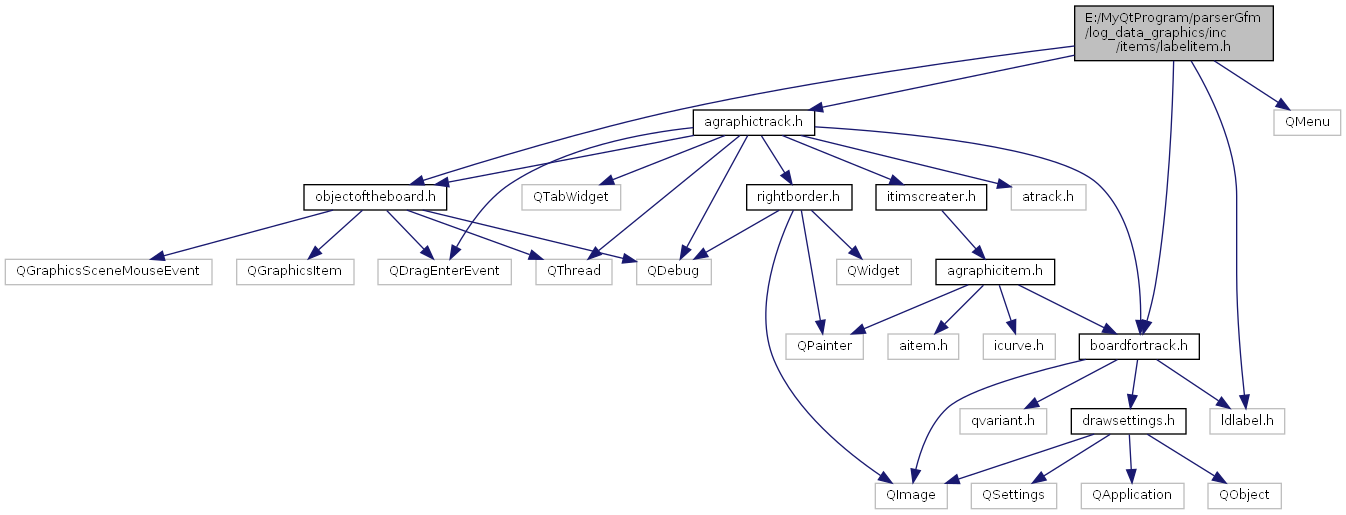 E:/MyQtProgram/parserGfm
/log_data_graphics/inc
/items/labelitem.h
agraphictrack.h
QMenu
objectoftheboard.h
QTabWidget
rightborder.h
itimscreater.h
atrack.h
QGraphicsSceneMouseEvent
QGraphicsItem
QDragEnterEvent
QThread
QDebug
QWidget
agraphicitem.h
QPainter
aitem.h
icurve.h
boardfortrack.h
qvariant.h
drawsettings.h
ldlabel.h
QImage
QSettings
QApplication
QObject